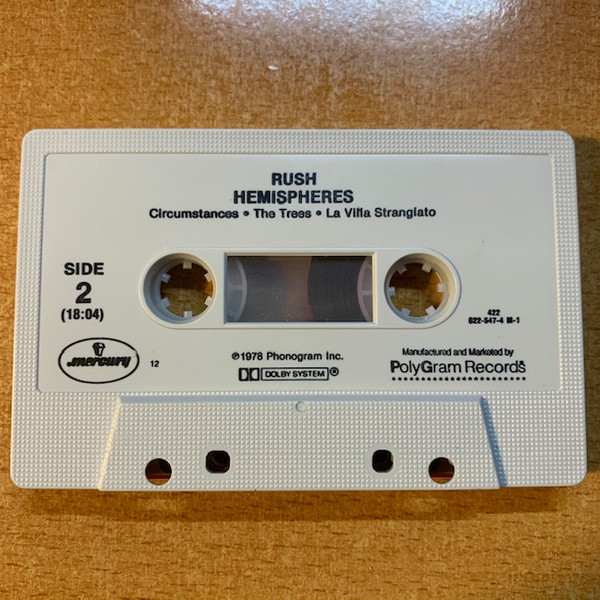 RUSH
HEMISPHERES
Circumstances • The Trees • La Villa Strangiato
SIDE
2
(18:04)
422
822-547-4 M-1
mercury
12
℗1978 Phonogram Inc.
DOLBY SYSTEM ®
Manufactured and Marketed by
PolyGram Records